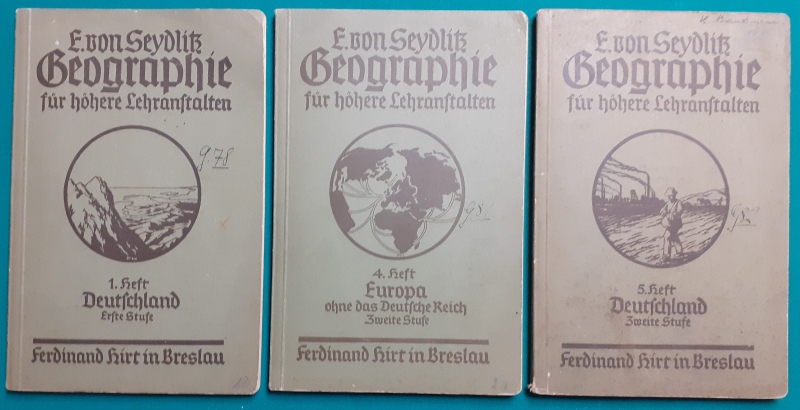 E. von Seydlitz
Geographie
für höhere Lehranſtalten
978
1. Heft
Deutſchland
Erſte Stufe
Ferdinand Hirt in Breslau
E. von Seydlitz
Geographie
für höhere Lehranſtalten
98
4. Heft
Europa
ohne das Deutſche Reich
Zweite Stufe
Ferdinand Hirt in Breslau
E. von Seydlitz
Geographie
für höhere Lehranſtalten
5. Heft
Deutſchland
Zweite Stufe
Ferdinand Hirt in Breslau